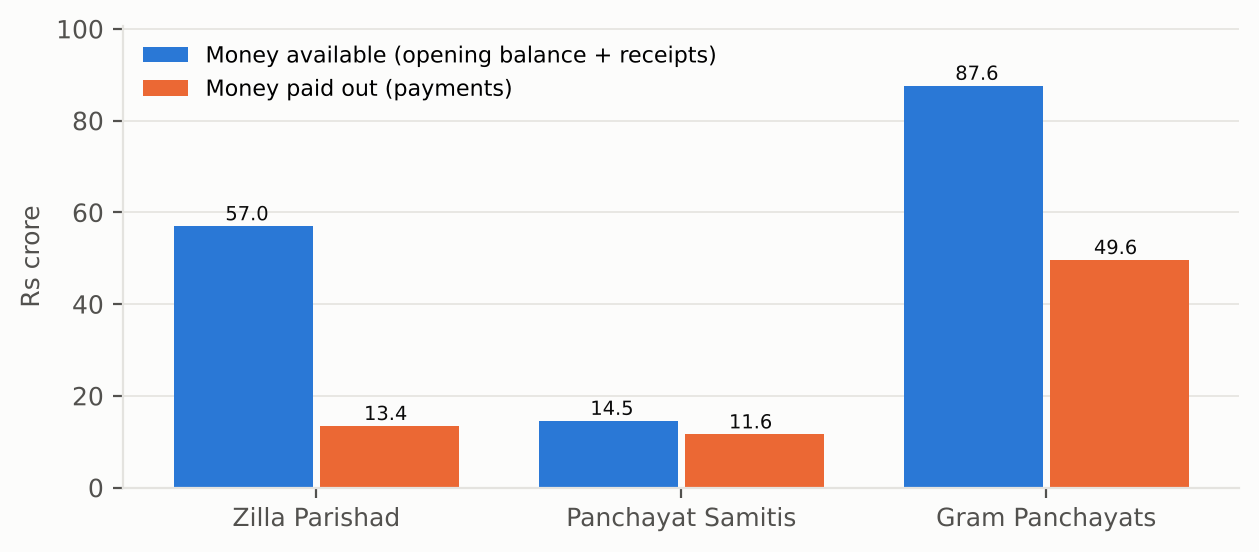 100
80
60
40
20
0
Rs crore
Money available (opening balance + receipts)
Money paid out (payments)
57.0
13.4
14.5
11.6
87.6
49.6
Zilla Parishad
Panchayat Samitis
Gram Panchayats